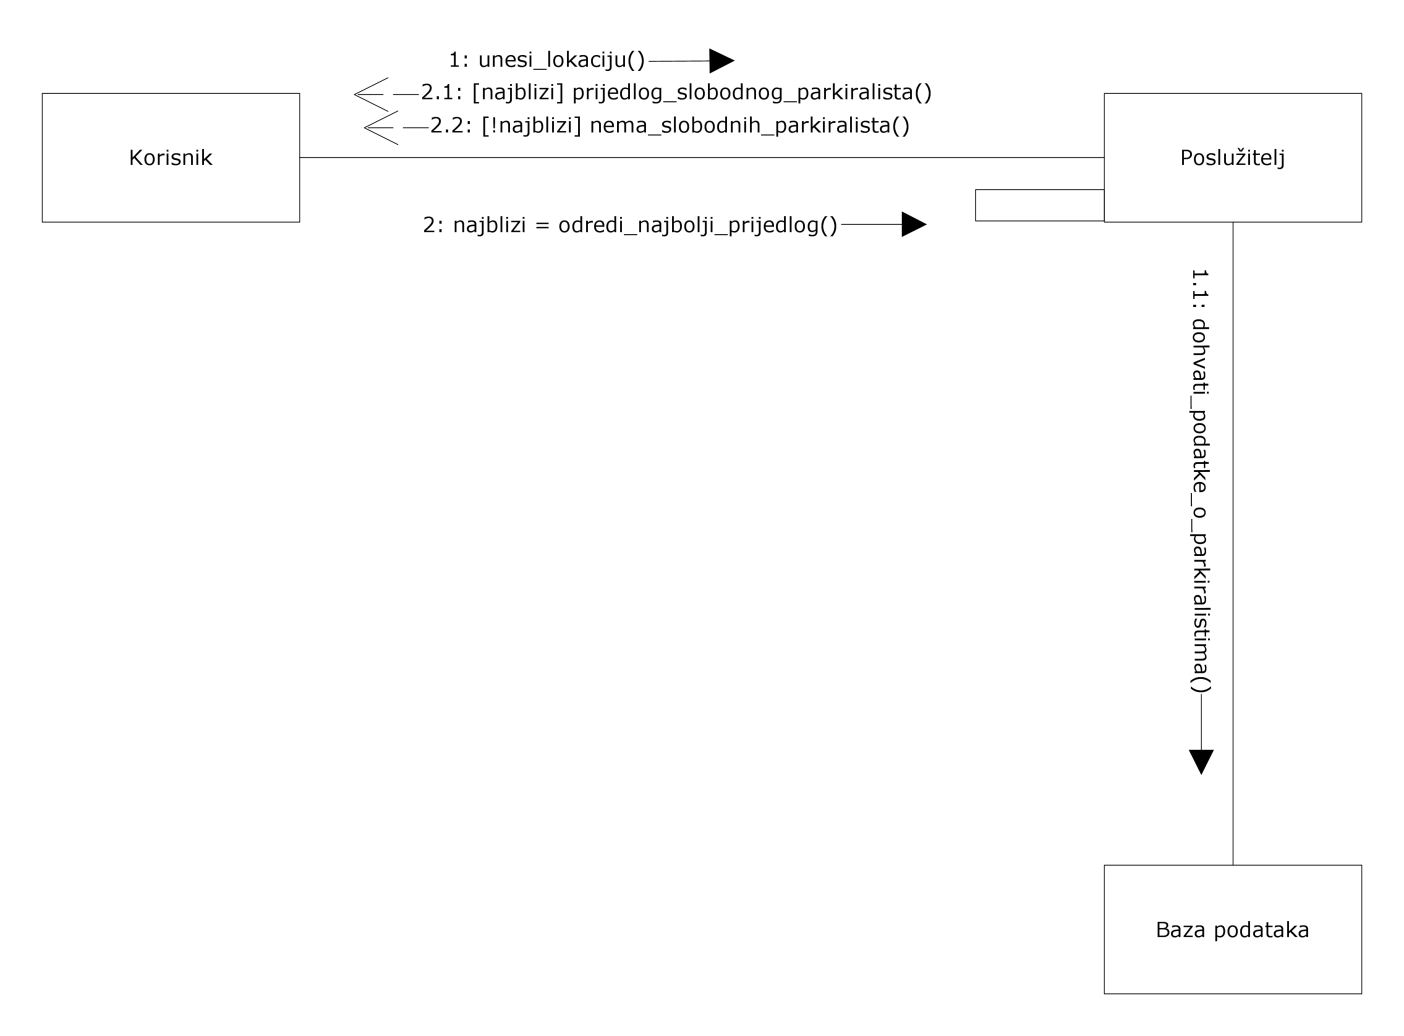 1: unesi_lokaciju()
2.1: [najblizi] prijedlog_slobodnog_parkiralista()
2.2: [!najblizi] nema_slobodnih_parkiralista()
Korisnik
Poslužitelj
2: najblizi = odredi_najbolji_prijedlog()
1.1: dohvati_podatke_o_parkiralistima()
Baza podataka